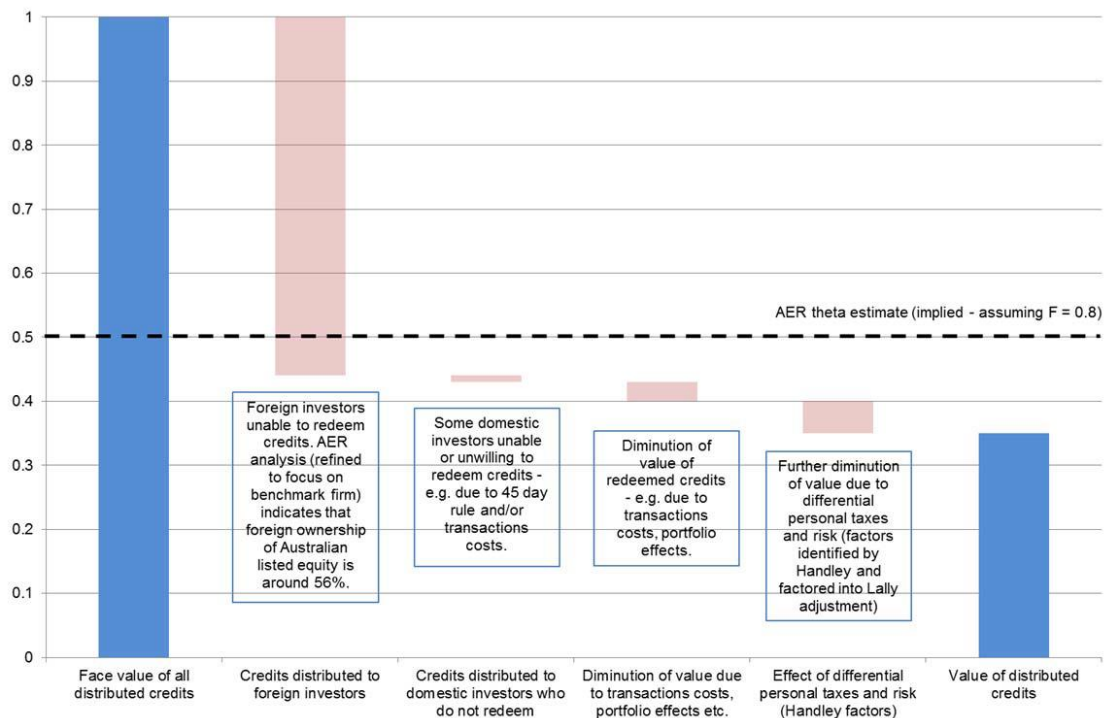 1
0.9
0.8
0.7
0.6
AER theta estimate (implied - assuming F = 0.8)
0.5
0.4
0.3
0.2
0.1
0
Foreign investors
unable to redeem
credits. AER
analysis (refined
to focus on
benchmark firm)
indicates that
foreign ownership
of Australian
listed equity is
around 56%.
Some domestic
investors unable
or unwilling to
redeem credits -
e.g. due to 45 day
rule and/or
transactions
costs.
Diminution of
value of
redeemed credits
- e.g. due to
transactions
costs, portfolio
effects.
Further diminution
of value due to
differential
personal taxes
and risk (factors
identified by
Handley and
factored into Lally
adjustment)
Face value of all
distributed credits
Credits distributed to
foreign investors
Credits distributed to
domestic investors who
do not redeem
Diminution of value due
to transactions costs,
portfolio effects etc.
Effect of differential
personal taxes and risk
(Handley factors)
Value of distributed
credits